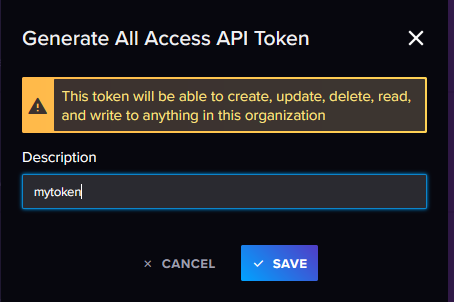 Generate All Access API Token
This token will be able to create, update, delete, read,
and write to anything in this organization
Description
mytoken
× CANCEL
✓ SAVE